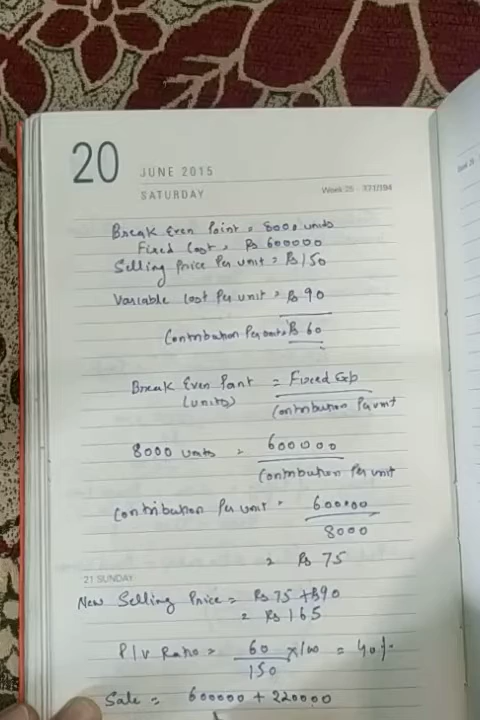 20
JUNE 2015
SATURDAY
Week 25 - 171/194
Break Even Point = 8000 units
Fixed Cost = Rs 600000
Selling Price Per unit = Rs 150
Variable Cost Per unit = Rs 90
Contribution Per unit = Rs 60
Break Even Point = Fixed Exp
(units) Contribution Per unit
8000 units = 600000
Contribution Per unit
Contribution Per unit = 600000
8000
= Rs 75
21 SUNDAY
New Selling Price = Rs 75 + Rs 90
= Rs 165
P/V Ratio = 60 x 100 = 40%
150
Sale = 600000 + 220000